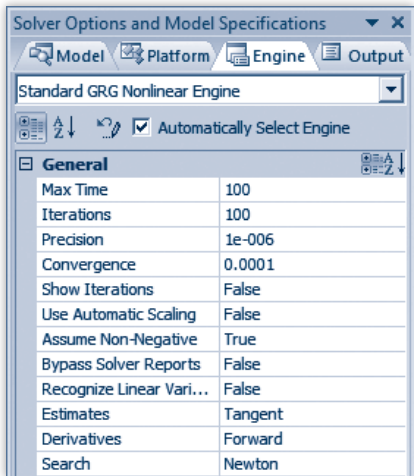 Solver Options and Model Specifications
Model Platform Engine Output
Standard GRG Nonlinear Engine
Automatically Select Engine
General
Max Time 100
Iterations 100
Precision 1e-006
Convergence 0.0001
Show Iterations False
Use Automatic Scaling False
Assume Non-Negative True
Bypass Solver Reports False
Recognize Linear Vari... False
Estimates Tangent
Derivatives Forward
Search Newton